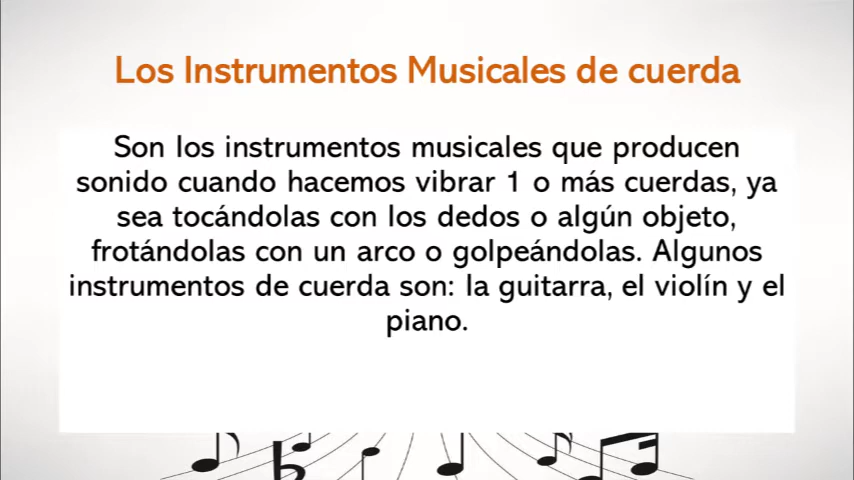 Los Instrumentos Musicales de cuerda
Son los instrumentos musicales que producen
sonido cuando hacemos vibrar 1 o más cuerdas, ya
sea tocándolas con los dedos o algún objeto,
frotándolas con un arco o golpeándolas. Algunos
instrumentos de cuerda son: la guitarra, el violín y el
piano.